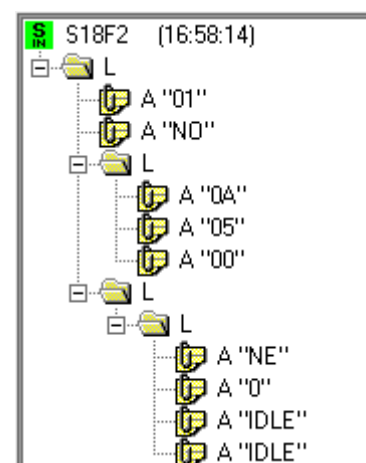 S IN S18F2 (16:58:14)
L
A "01"
A "NO"
L
A "0A"
A "05"
A "00"
L
L
A "NE"
A "0"
A "IDLE"
A "IDLE"